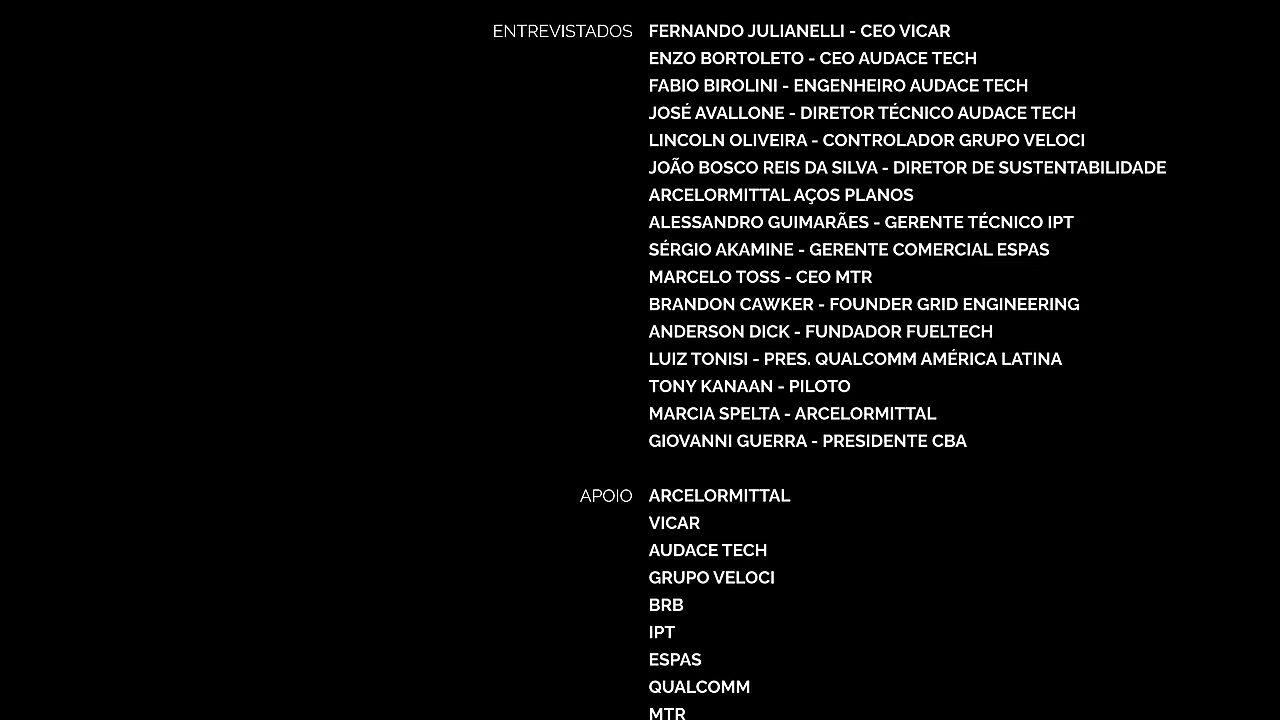 ENTREVISTADOS FERNANDO JULIANELLI - CEO VICAR
ENZO BORTOLETO - CEO AUDACE TECH
FABIO BIROLINI - ENGENHEIRO AUDACE TECH
JOSÉ AVALLONE - DIRETOR TÉCNICO AUDACE TECH
LINCOLN OLIVEIRA - CONTROLADOR GRUPO VELOCI
JOÃO BOSCO REIS DA SILVA - DIRETOR DE SUSTENTABILIDADE
ARCELORMITTAL AÇOS PLANOS
ALESSANDRO GUIMARÃES - GERENTE TÉCNICO IPT
SÉRGIO AKAMINE - GERENTE COMERCIAL ESPAS
MARCELO TOSS - CEO MTR
BRANDON CAWKER - FOUNDER GRID ENGINEERING
ANDERSON DICK - FUNDADOR FUELTECH
LUIZ TONISI - PRES. QUALCOMM AMÉRICA LATINA
TONY KANAAN - PILOTO
MARCIA SPELTA - ARCELORMITTAL
GIOVANNI GUERRA - PRESIDENTE CBA
APOIO ARCELORMITTAL
VICAR
AUDACE TECH
GRUPO VELOCI
BRB
IPT
ESPAS
QUALCOMM
MTR